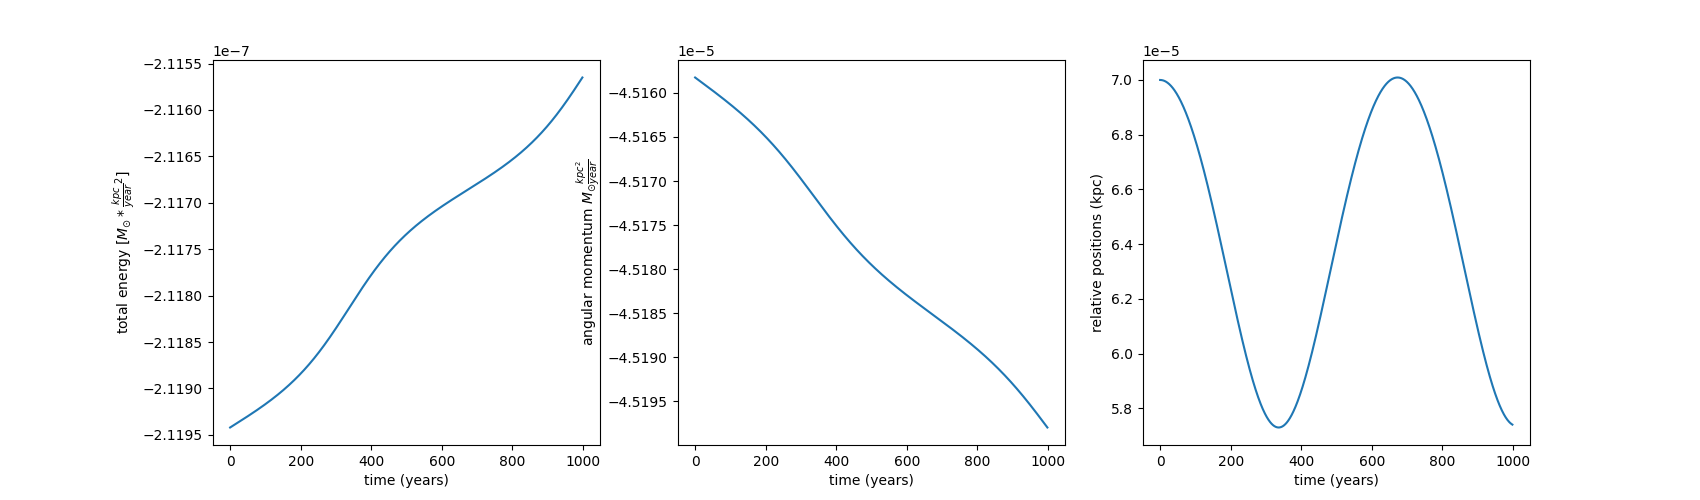 1e−7
−2.1155
−2.1160
−2.1165
−2.1170
−2.1175
−2.1180
−2.1185
−2.1190
−2.1195
total energy [M⊙ * kpc/year ²]
0 200 400 600 800 1000
time (years)
1e−5
−4.5160
−4.5165
−4.5170
−4.5175
−4.5180
−4.5185
−4.5190
−4.5195
angular momentum M⊙ kpc²/year
0 200 400 600 800 1000
time (years)
1e−5
7.0
6.8
6.6
6.4
6.2
6.0
5.8
relative positions (kpc)
0 200 400 600 800 1000
time (years)